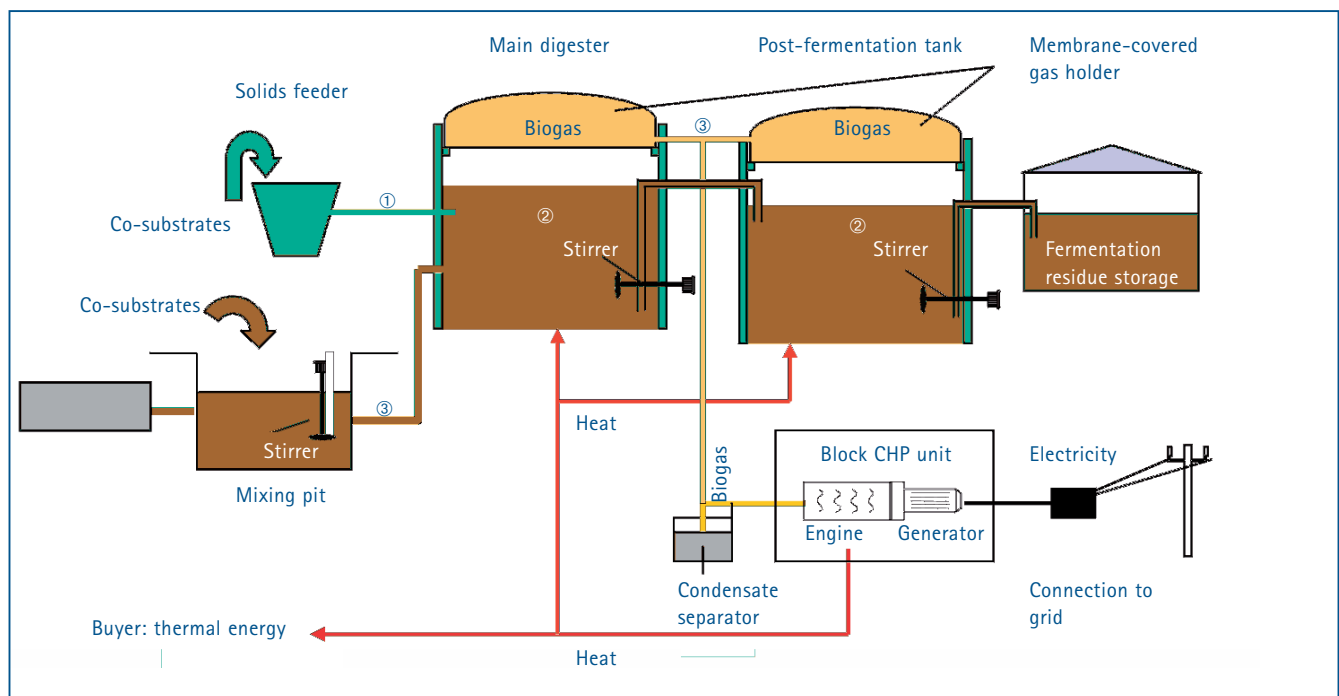 Main digester
Post-fermentation tank
Membrane-covered
gas holder
Solids feeder
Biogas
③
Biogas
①
②
②
Co-substrates
Stirrer
Stirrer
Fermentation
residue storage
Co-substrates
③
Heat
Stirrer
Mixing pit
Biogas
Block CHP unit
Electricity
Engine
Generator
Condensate
separator
Connection to
grid
Buyer: thermal energy
Heat